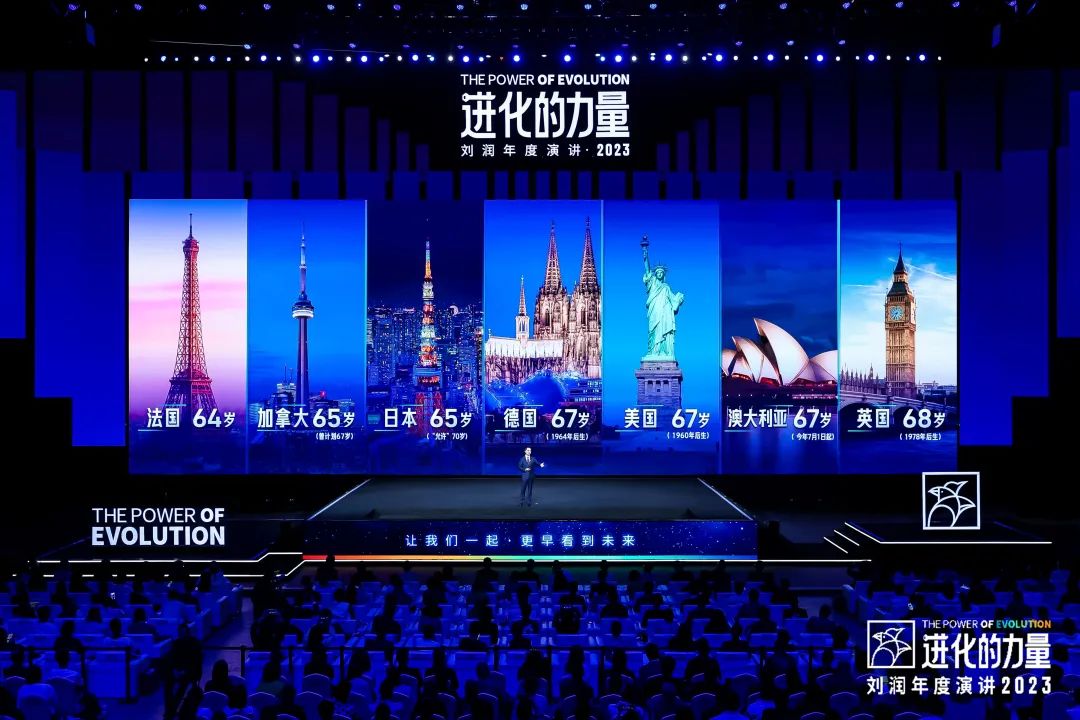 THE POWER OF EVOLUTION
进化的力量
刘润年度演讲·2023
法国 64岁
加拿大 65岁
(曾计划67岁)
日本 65岁
("允许"70岁)
德国 67岁
(1964年后生)
美国 67岁
(1960年后生)
澳大利亚 67岁
(今年7月1日起)
英国 68岁
(1978年后生)
THE POWER OF
EVOLUTION
让我们一起·更早看到未来
THE POWER OF EVOLUTION
进化的力量
刘润年度演讲2023